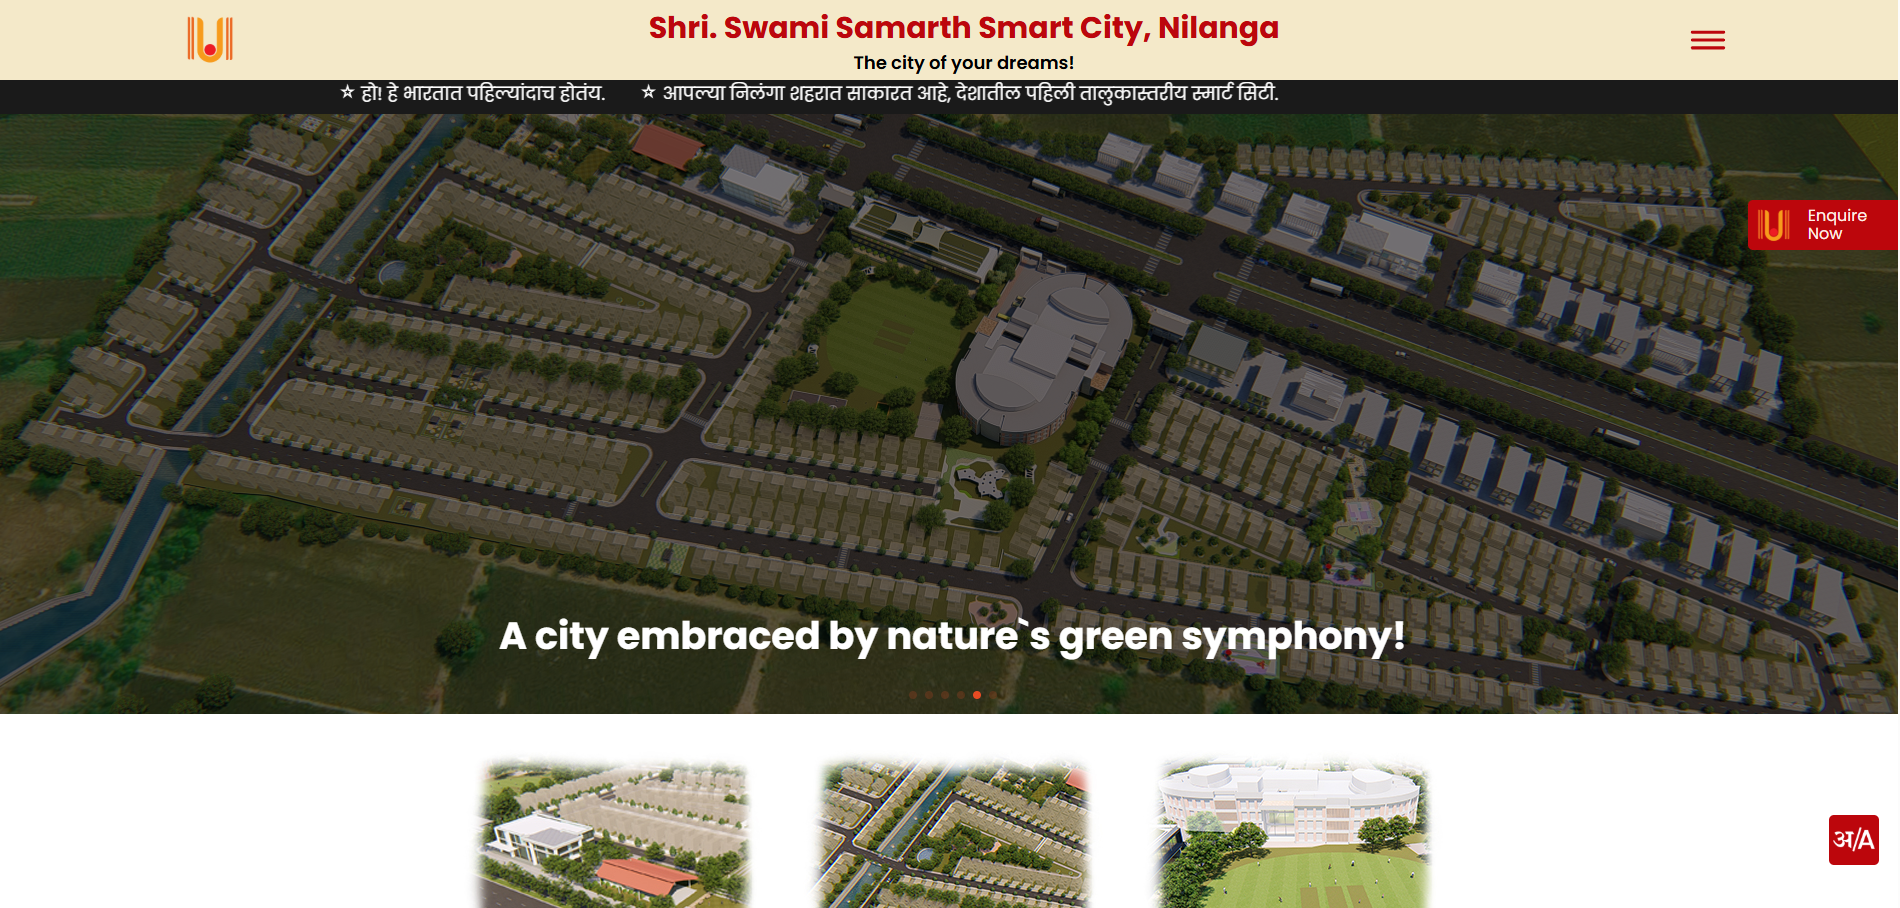 Shri. Swami Samarth Smart City, Nilanga
The city of your dreams!
☆ हो! हे भारतात पहिल्यांदाच होतंय. ☆ आपल्या निलंगा शहरात साकारत आहे, देशातील पहिली तालुकास्तरीय स्मार्ट सिटी.
Enquire
Now
A city embraced by nature`s green symphony!
अ/A